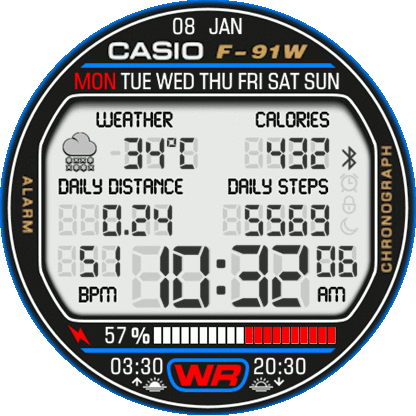 08 JAN
CASIO F-91W
MON TUE WED THU FRI SAT SUN
WEATHER CALORIES
-34°C 432
DAILY DISTANCE DAILY STEPS
0.24 5569
51 10:32 06
BPM AM
ALARM
CHRONOGRAPH
57 %
03:30 WR 20:30